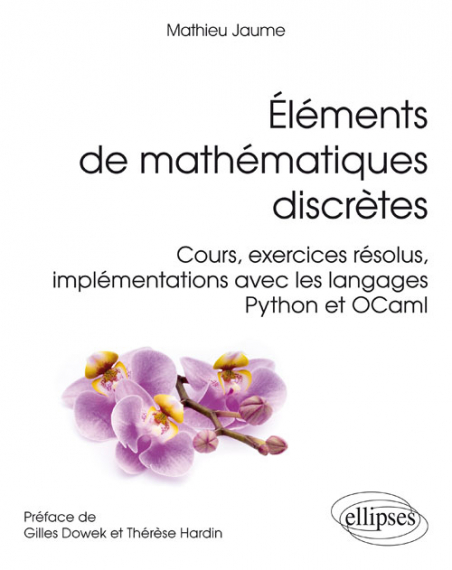 Mathieu Jaume
Éléments
de mathématiques
discrètes
Cours, exercices résolus,
implémentations avec les langages
Python et OCaml
Préface de
Gilles Dowek et Thérèse Hardin
ellipses